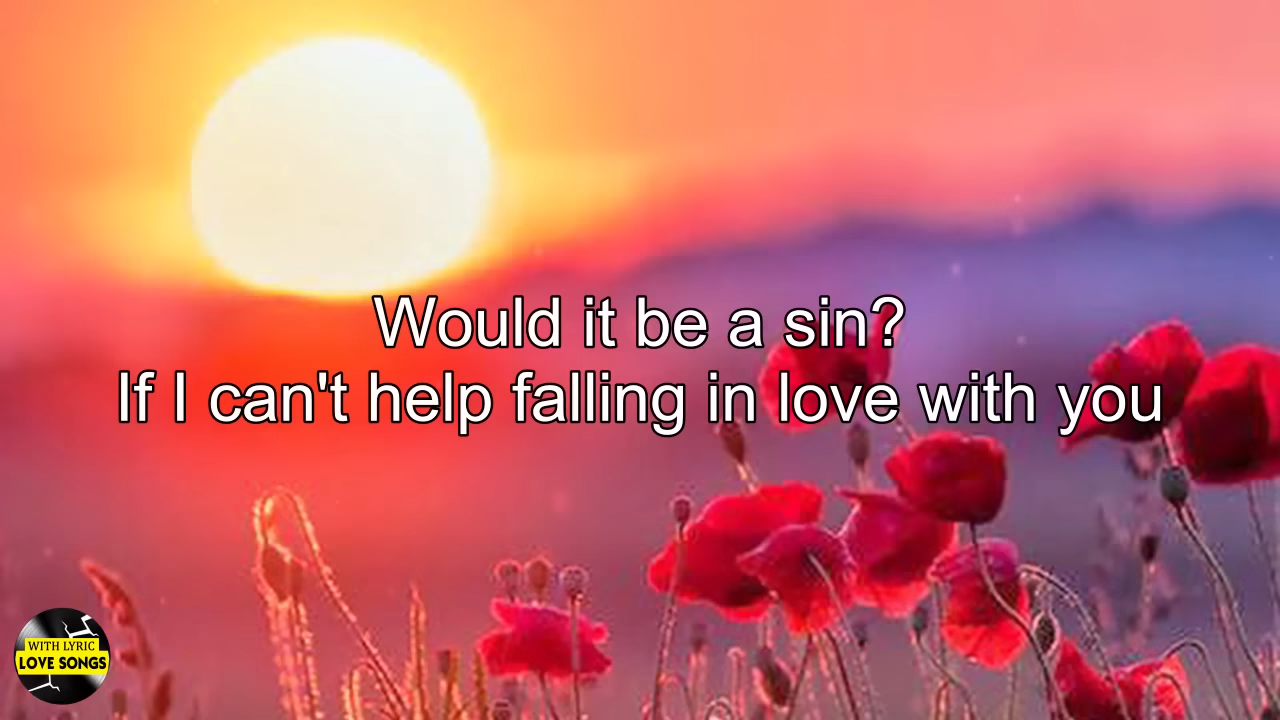 Would it be a sin?
If I can't help falling in love with you
WITH LYRIC
LOVE SONGS